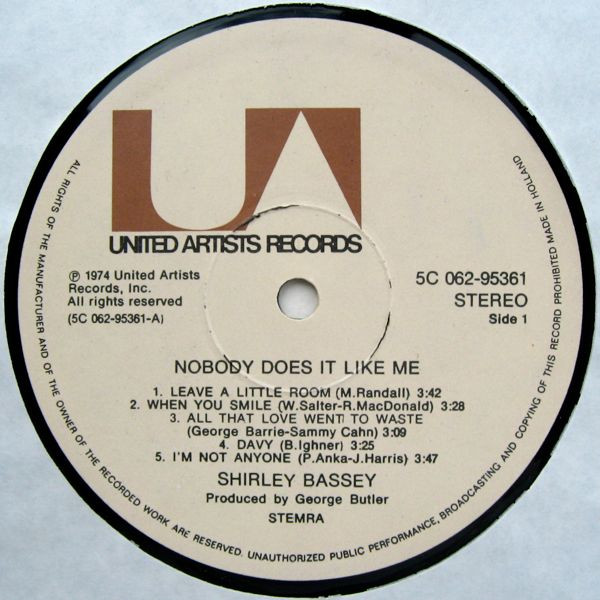 UA
UNITED ARTISTS RECORDS
℗ 1974 United Artists
Records, Inc.
All rights reserved
(5C 062-95361-A)
5C 062-95361
STEREO
Side 1
NOBODY DOES IT LIKE ME
1. LEAVE A LITTLE ROOM (M.Randall) 3:42
2. WHEN YOU SMILE (W.Salter-R.MacDonald) 3:28
3. ALL THAT LOVE WENT TO WASTE
(George Barrie-Sammy Cahn) 3:09
4. DAVY (B.Ighner) 3:25
5. I'M NOT ANYONE (P.Anka-J.Harris) 3:47
SHIRLEY BASSEY
Produced by George Butler
STEMRA
ALL RIGHTS OF THE MANUFACTURER AND OF THE OWNER OF THE RECORDED WORK ARE RESERVED. UNAUTHORIZED PUBLIC PERFORMANCE, BROADCASTING AND COPYING OF THIS RECORD PROHIBITED MADE IN HOLLAND